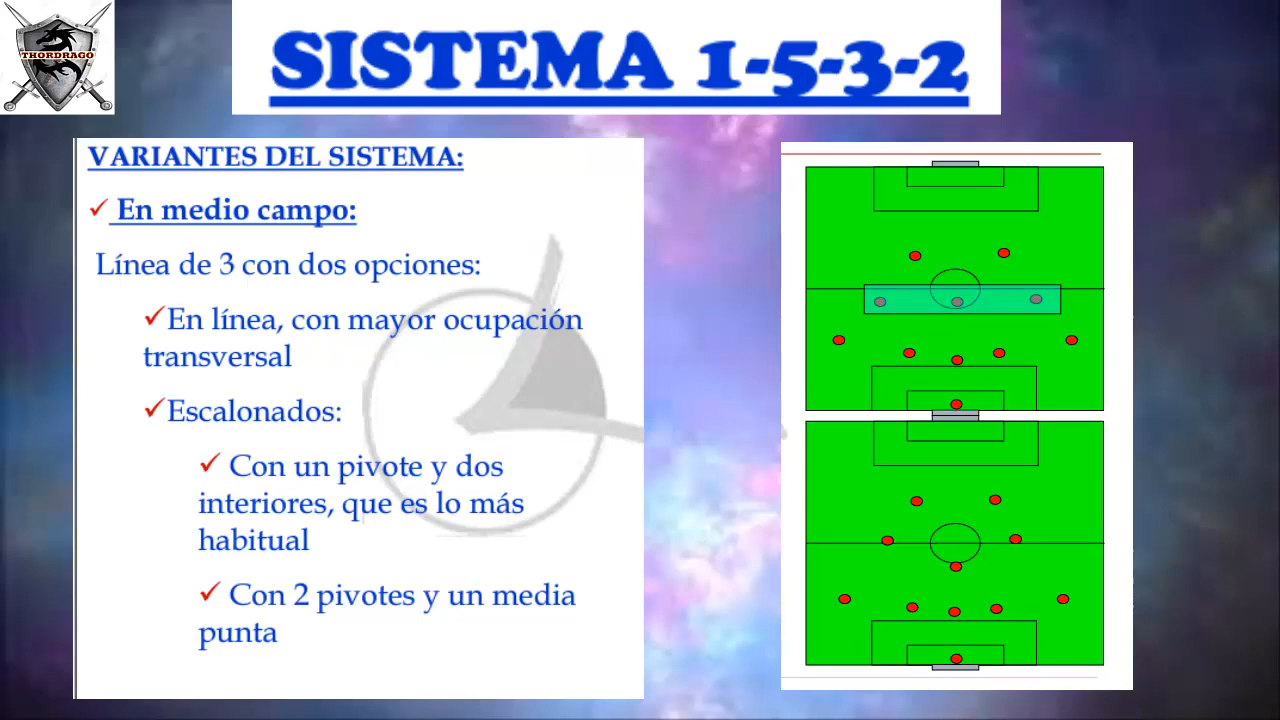 THORDRAGO
SISTEMA 1-5-3-2
VARIANTES DEL SISTEMA:
En medio campo:
Línea de 3 con dos opciones:
En línea, con mayor ocupación
transversal
Escalonados:
Con un pivote y dos
interiores, que es lo más
habitual
Con 2 pivotes y un media
punta